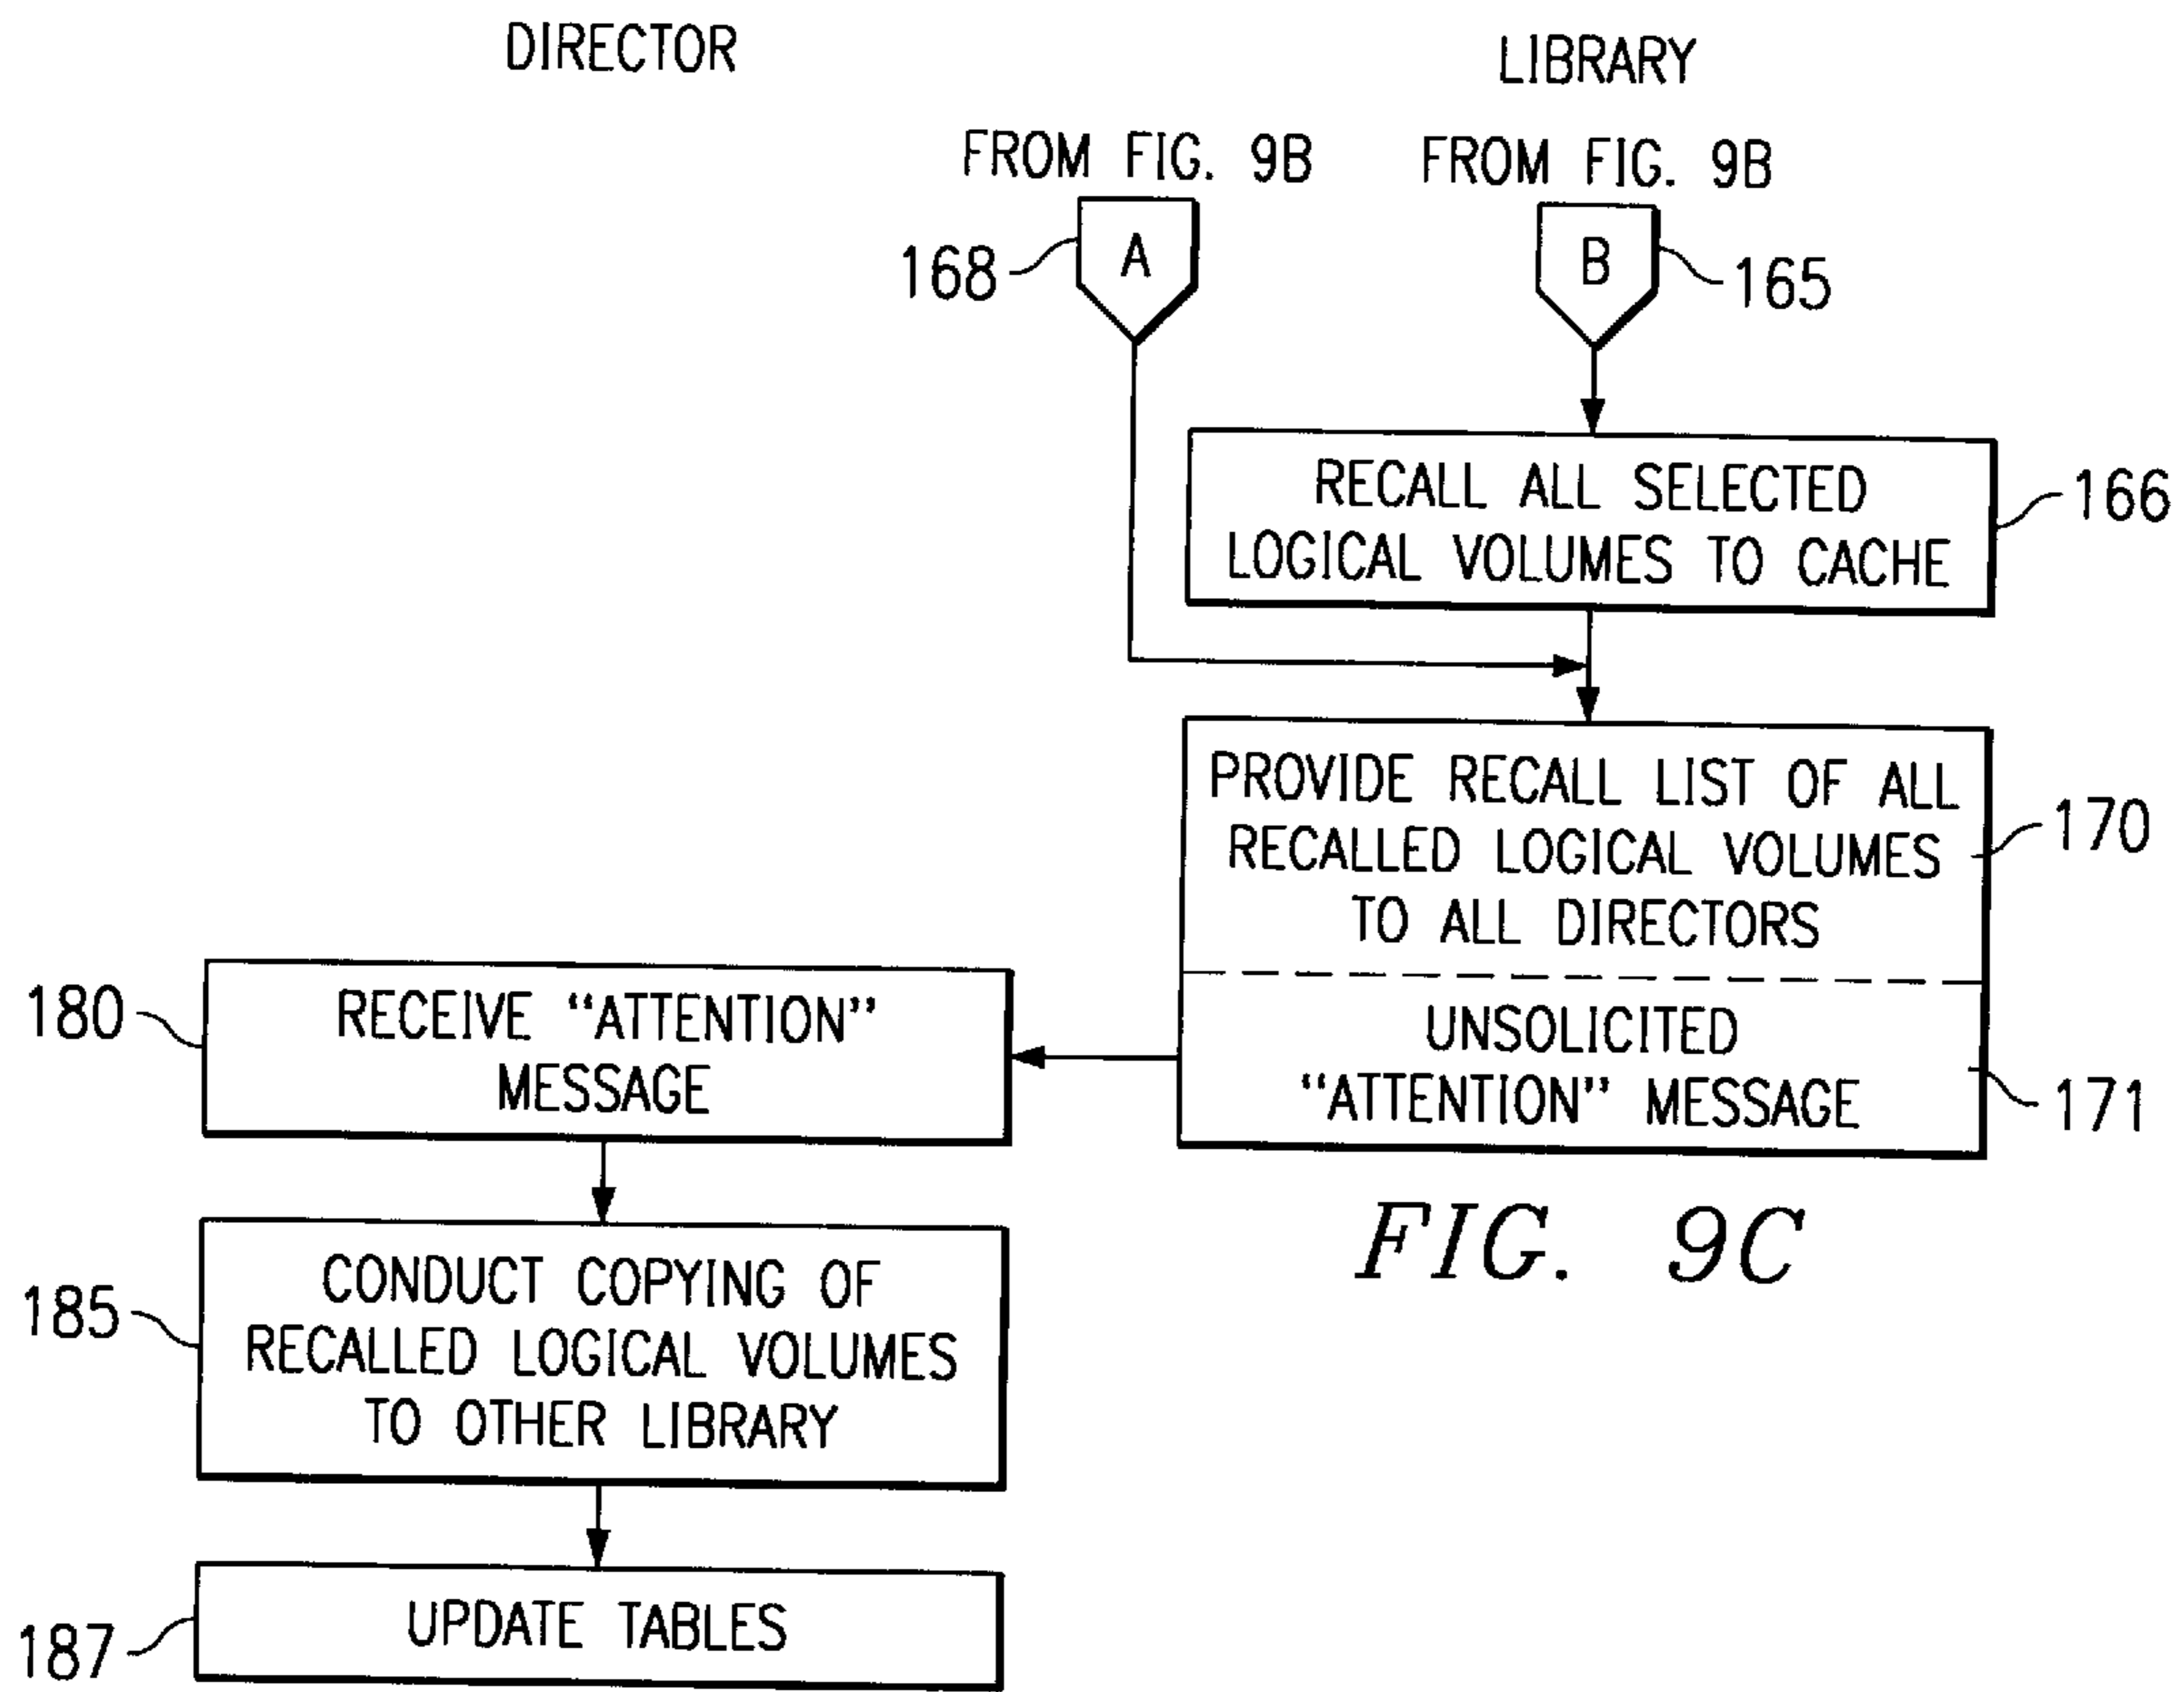 DIRECTOR
LIBRARY
FROM FIG. 9B
FROM FIG. 9B
168
A
B
165
RECALL ALL SELECTED
LOGICAL VOLUMES TO CACHE
166
PROVIDE RECALL LIST OF ALL
RECALLED LOGICAL VOLUMES
TO ALL DIRECTORS
170
UNSOLICITED
“ATTENTION” MESSAGE
171
180
RECEIVE “ATTENTION”
MESSAGE
185
CONDUCT COPYING OF
RECALLED LOGICAL VOLUMES
TO OTHER LIBRARY
187
UPDATE TABLES
FIG. 9C